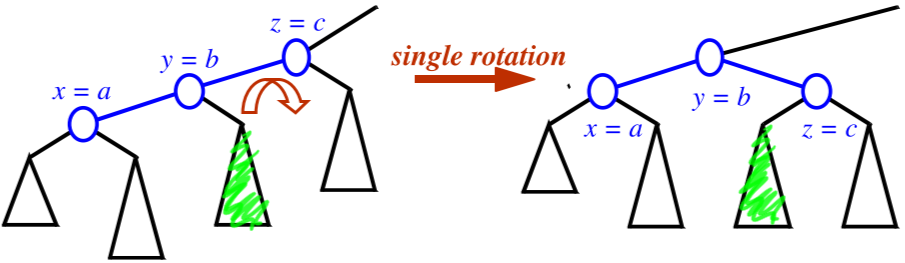 z = c
y = b
x = a
single rotation
y = b
x = a
z = c